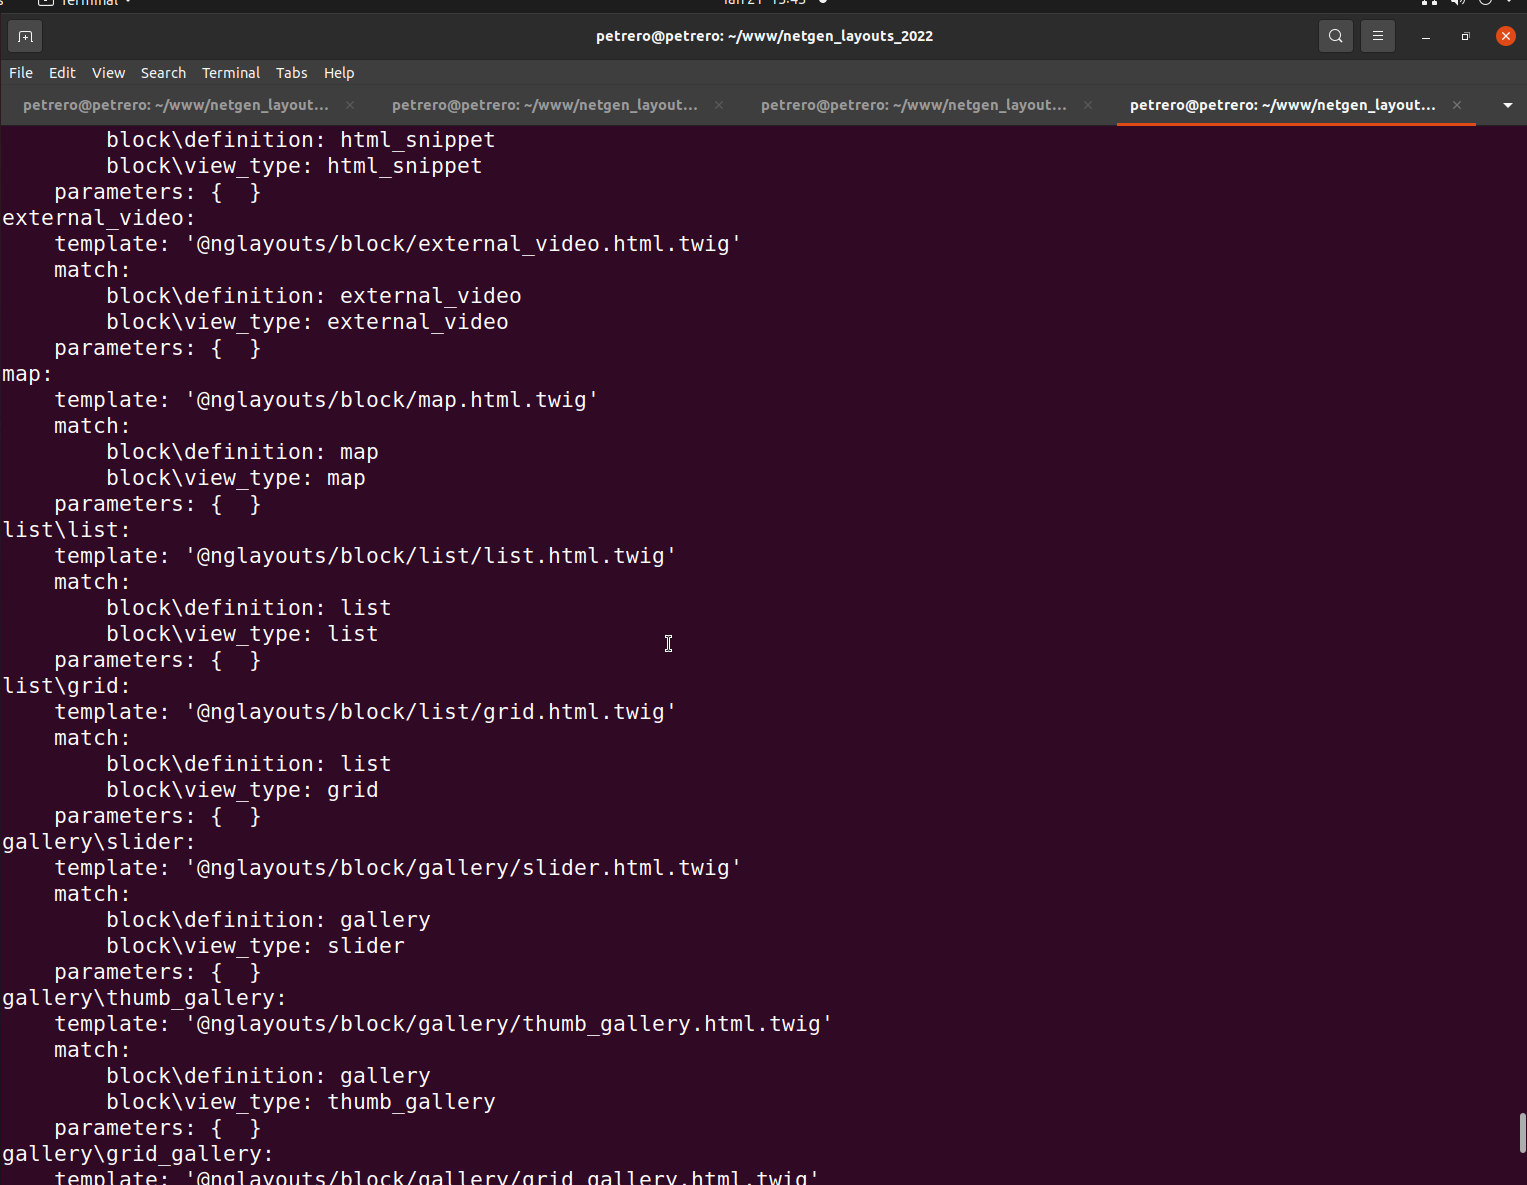 Terminal
petrero@petrero: ~/www/netgen_layouts_2022
File Edit View Search Terminal Tabs Help
petrero@petrero: ~/www/netgen_layout... petrero@petrero: ~/www/netgen_layout... petrero@petrero: ~/www/netgen_layout... petrero@petrero: ~/www/netgen_layout...
        block\definition: html_snippet
        block\view_type: html_snippet
    parameters: {  }
external_video:
    template: '@nglayouts/block/external_video.html.twig'
    match:
        block\definition: external_video
        block\view_type: external_video
    parameters: {  }
map:
    template: '@nglayouts/block/map.html.twig'
    match:
        block\definition: map
        block\view_type: map
    parameters: {  }
list\list:
    template: '@nglayouts/block/list/list.html.twig'
    match:
        block\definition: list
        block\view_type: list
    parameters: {  }
list\grid:
    template: '@nglayouts/block/list/grid.html.twig'
    match:
        block\definition: list
        block\view_type: grid
    parameters: {  }
gallery\slider:
    template: '@nglayouts/block/gallery/slider.html.twig'
    match:
        block\definition: gallery
        block\view_type: slider
    parameters: {  }
gallery\thumb_gallery:
    template: '@nglayouts/block/gallery/thumb_gallery.html.twig'
    match:
        block\definition: gallery
        block\view_type: thumb_gallery
    parameters: {  }
gallery\grid_gallery:
    template: '@nglayouts/block/gallery/grid_gallery.html.twig'